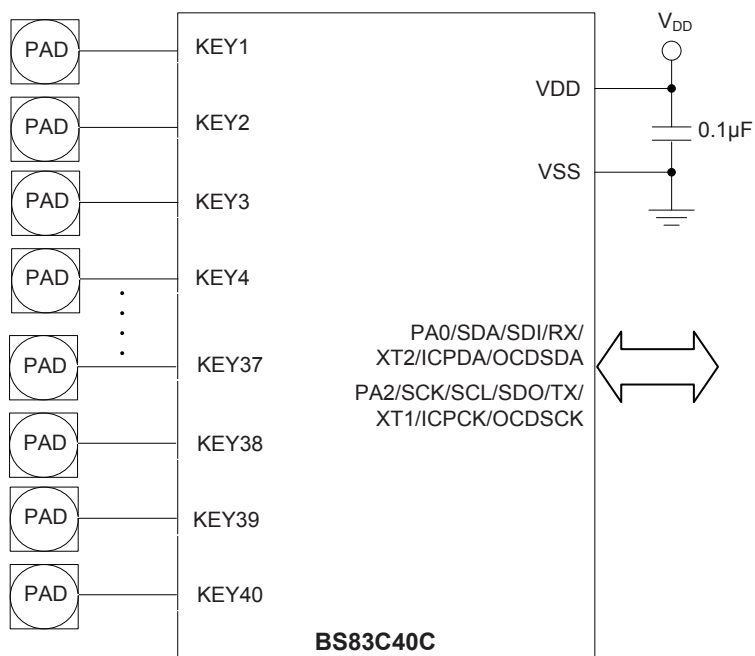 PAD KEY1
PAD KEY2
PAD KEY3
PAD KEY4
PAD KEY37
PAD KEY38
PAD KEY39
PAD KEY40
VDD
VDD
0.1µF
VSS
PA0/SDA/SDI/RX/
XT2/ICPDA/OCDSDA
PA2/SCK/SCL/SDO/TX/
XT1/ICPCK/OCDSCK
BS83C40C